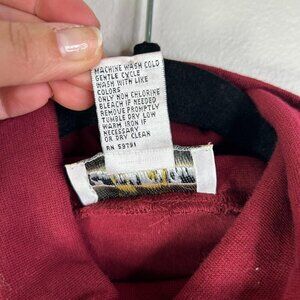 MACHINE WASH COLD
GENTLE CYCLE
WASH WITH LIKE
COLORS
ONLY NON CHLORINE
BLEACH IF NEEDED
REMOVE PROMPTLY
TUMBLE DRY LOW
WARM IRON IF
NECESSARY
OR DRY CLEAN
RN 59791